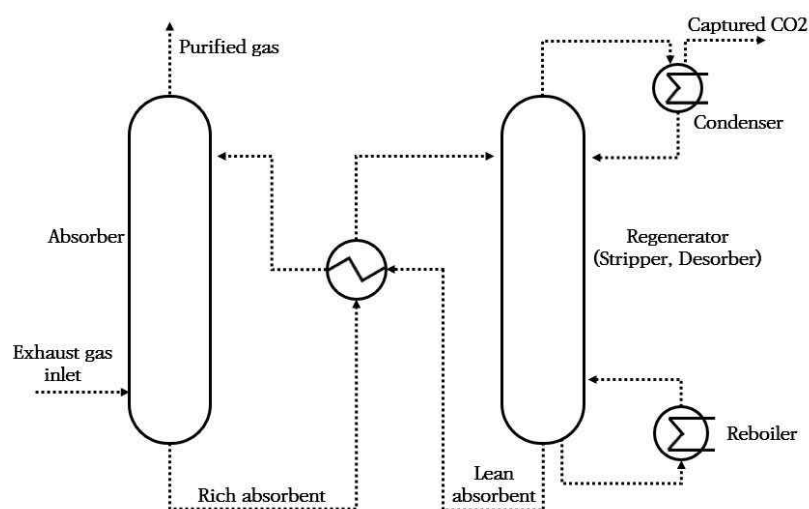 Captured CO2
Purified gas
Condenser
Absorber
Regenerator
(Stripper, Desorber)
Exhaust gas
inlet
Reboiler
Rich absorbent
Lean
absorbent